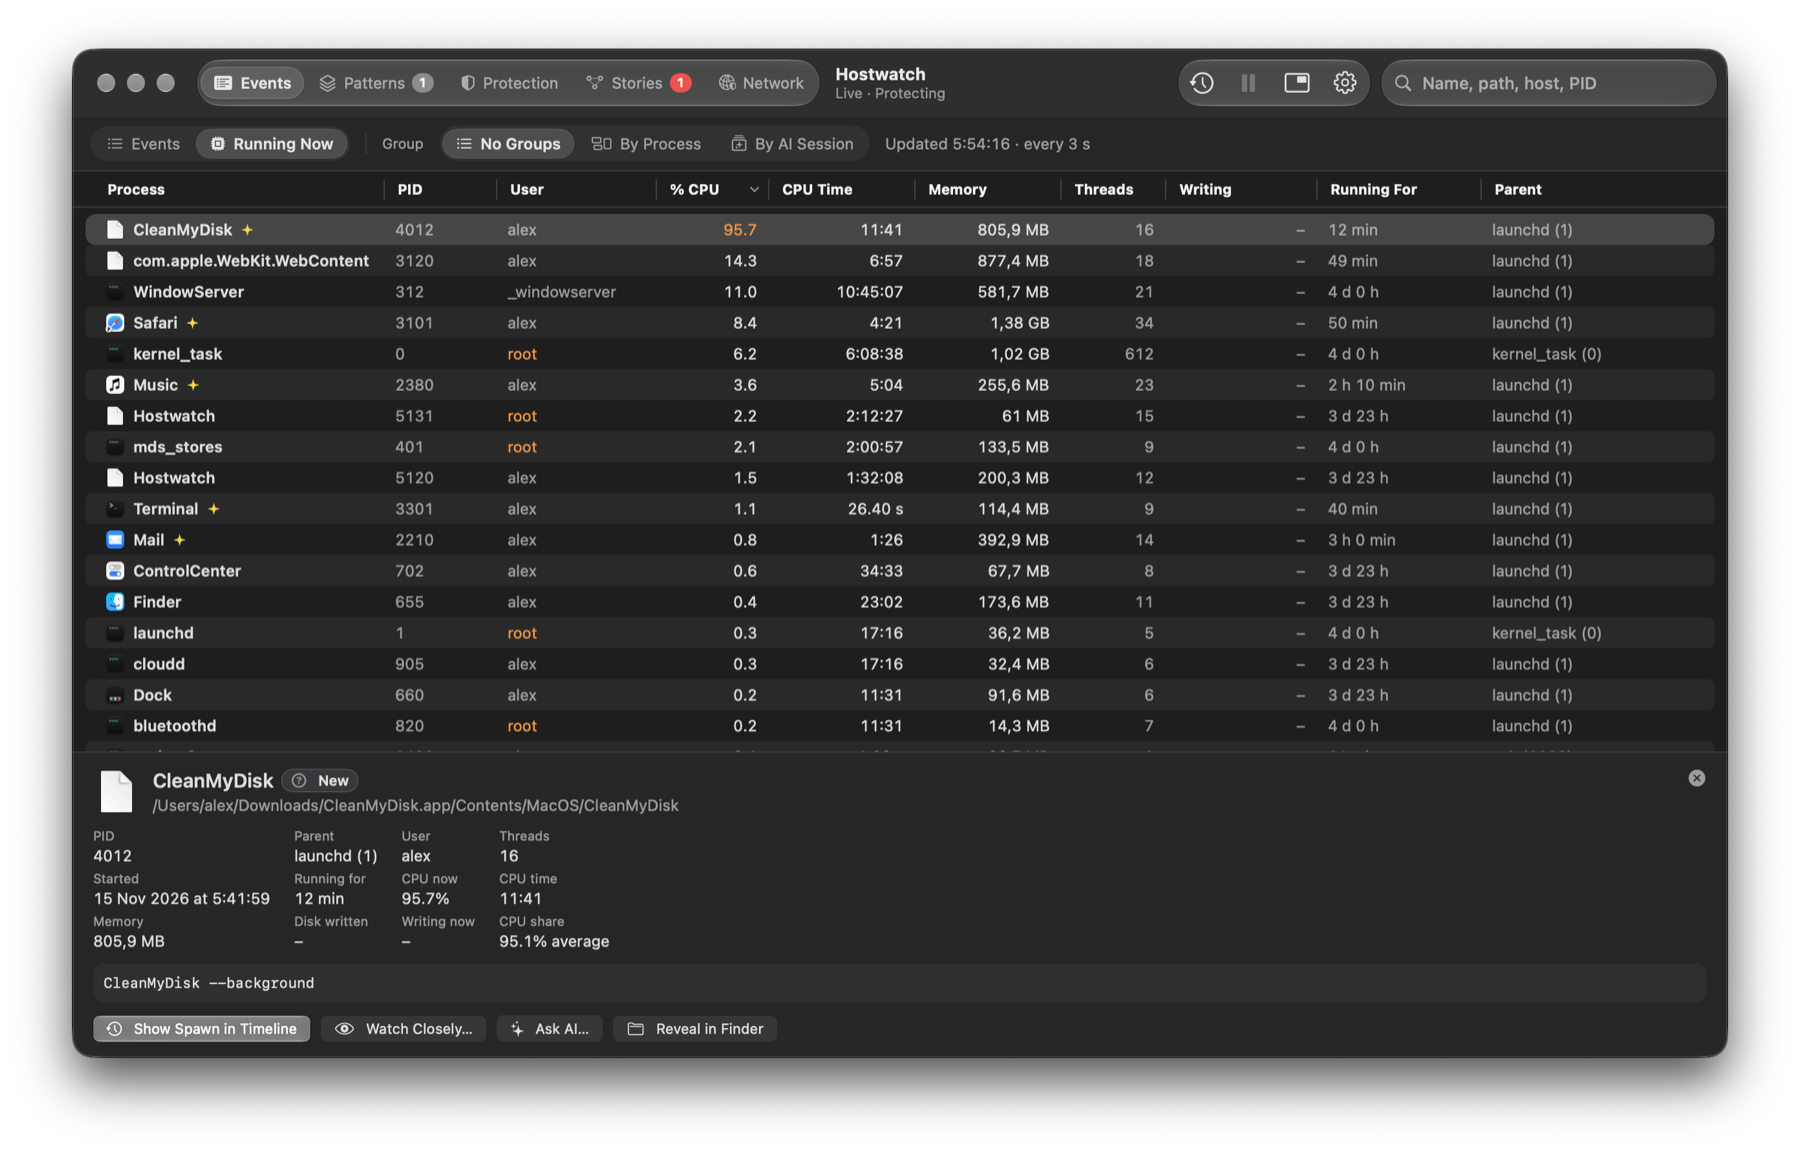 Events Patterns 1 Protection Stories 1 Network
Hostwatch
Live · Protecting
Name, path, host, PID
Events Running Now Group No Groups By Process By AI Session Updated 5:54:16 · every 3 s
Process PID User % CPU CPU Time Memory Threads Writing Running For Parent
CleanMyDisk 4012 alex 95.7 11:41 805,9 MB 16 – 12 min launchd (1)
com.apple.WebKit.WebContent 3120 alex 14.3 6:57 877,4 MB 18 – 49 min launchd (1)
WindowServer 312 _windowserver 11.0 10:45:07 581,7 MB 21 – 4 d 0 h launchd (1)
Safari 3101 alex 8.4 4:21 1,38 GB 34 – 50 min launchd (1)
kernel_task 0 root 6.2 6:08:38 1,02 GB 612 – 4 d 0 h kernel_task (0)
Music 2380 alex 3.6 5:04 255,6 MB 23 – 2 h 10 min launchd (1)
Hostwatch 5131 root 2.2 2:12:27 61 MB 15 – 3 d 23 h launchd (1)
mds_stores 401 root 2.1 2:00:57 133,5 MB 9 – 4 d 0 h launchd (1)
Hostwatch 5120 alex 1.5 1:32:08 200,3 MB 12 – 3 d 23 h launchd (1)
Terminal 3301 alex 1.1 26.40 s 114,4 MB 9 – 40 min launchd (1)
Mail 2210 alex 0.8 1:26 392,9 MB 14 – 3 h 0 min launchd (1)
ControlCenter 702 alex 0.6 34:33 67,7 MB 8 – 3 d 23 h launchd (1)
Finder 655 alex 0.4 23:02 173,6 MB 11 – 3 d 23 h launchd (1)
launchd 1 root 0.3 17:16 36,2 MB 5 – 4 d 0 h kernel_task (0)
cloudd 905 alex 0.3 17:16 32,4 MB 6 – 3 d 23 h launchd (1)
Dock 660 alex 0.2 11:31 91,6 MB 6 – 3 d 23 h launchd (1)
bluetoothd 820 root 0.2 11:31 14,3 MB 7 – 4 d 0 h launchd (1)
CleanMyDisk New
/Users/alex/Downloads/CleanMyDisk.app/Contents/MacOS/CleanMyDisk
PID Parent User Threads
4012 launchd (1) alex 16
Started Running for CPU now CPU time
15 Nov 2026 at 5:41:59 12 min 95.7% 11:41
Memory Disk written Writing now CPU share
805,9 MB – – 95.1% average
CleanMyDisk --background
Show Spawn in Timeline Watch Closely... Ask AI... Reveal in Finder